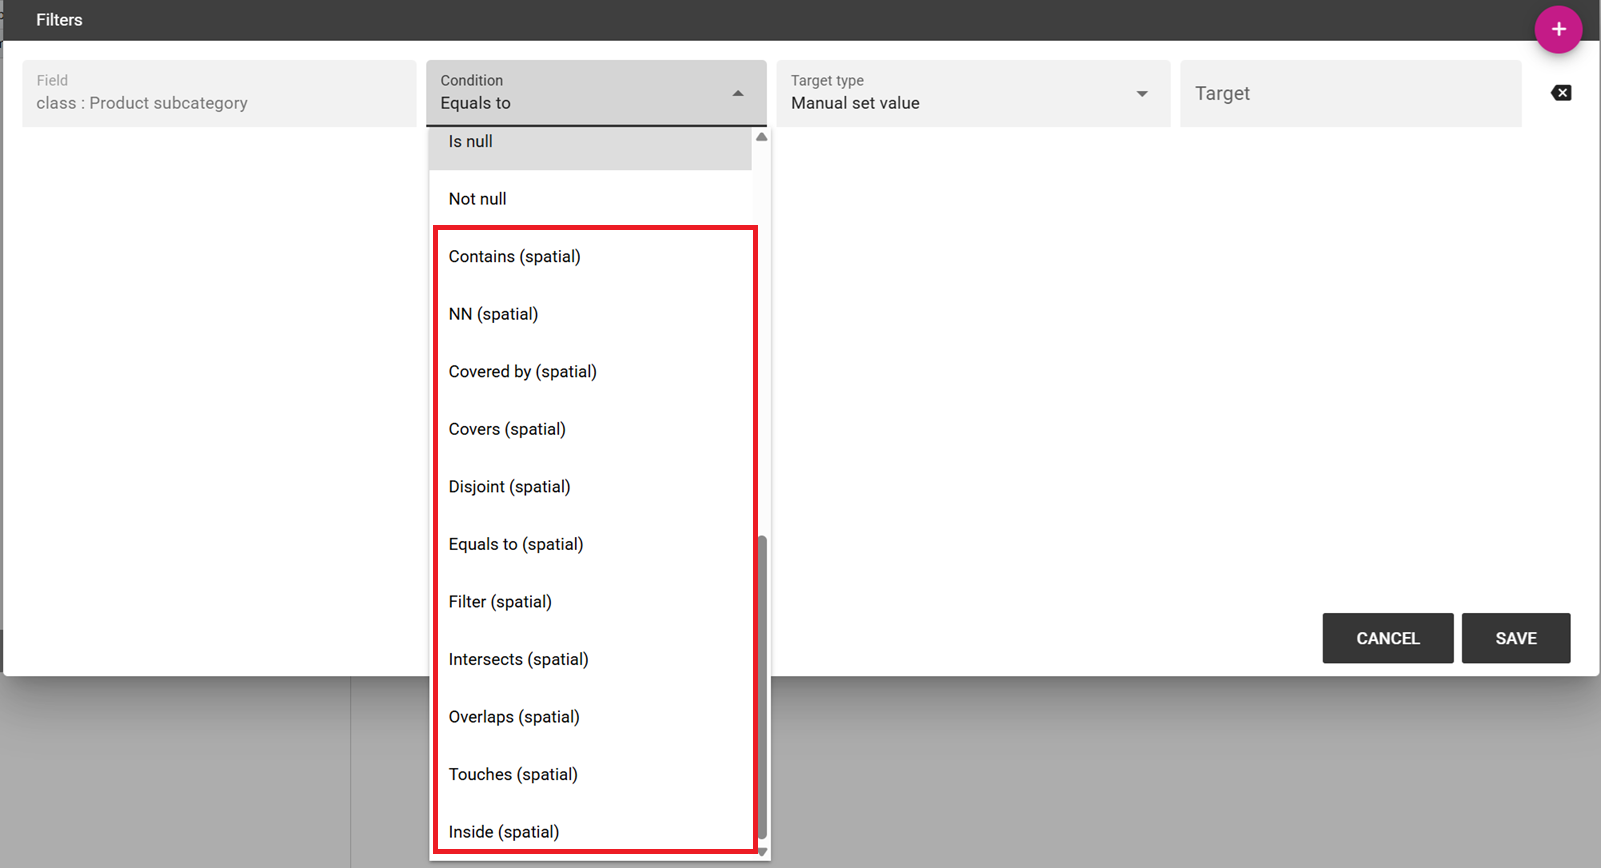 Filters
+
Field
class : Product subcategory
Condition
Equals to
Target type
Manual set value
Target
Is null
Not null
Contains (spatial)
NN (spatial)
Covered by (spatial)
Covers (spatial)
Disjoint (spatial)
Equals to (spatial)
Filter (spatial)
Intersects (spatial)
Overlaps (spatial)
Touches (spatial)
Inside (spatial)
CANCEL
SAVE